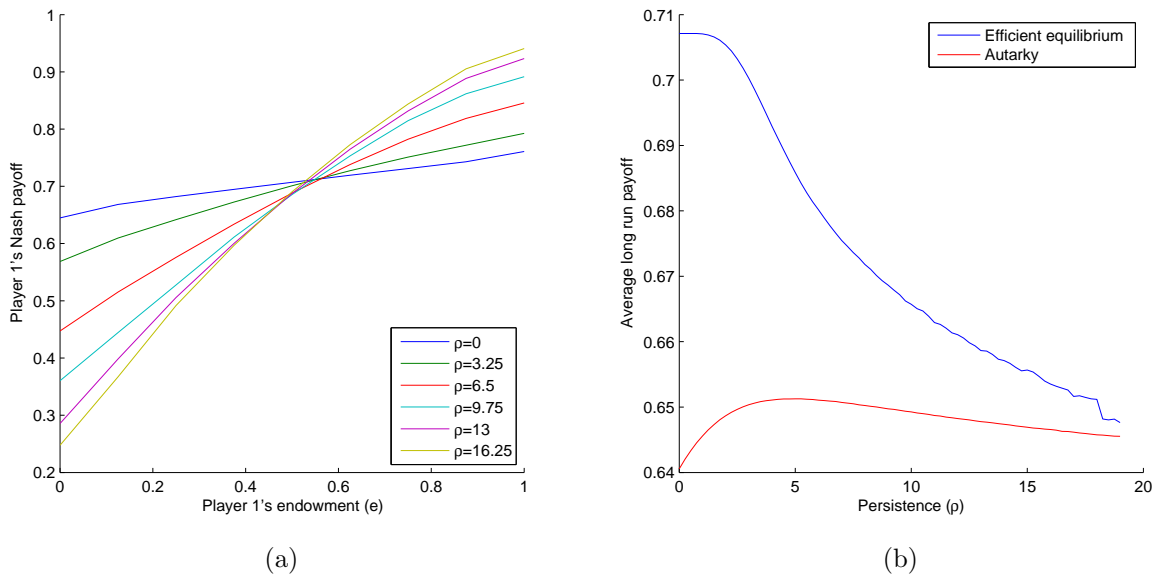 1
0.9
0.8
0.7
0.6
0.5
0.4
0.3
0.2
Player 1's Nash payoff
0 0.2 0.4 0.6 0.8 1
Player 1's endowment (e)
ρ=0
ρ=3.25
ρ=6.5
ρ=9.75
ρ=13
ρ=16.25
(a)
0.71
0.7
0.69
0.68
0.67
0.66
0.65
0.64
Average long run payoff
0 5 10 15 20
Persistence (ρ)
Efficient equilibrium
Autarky
(b)